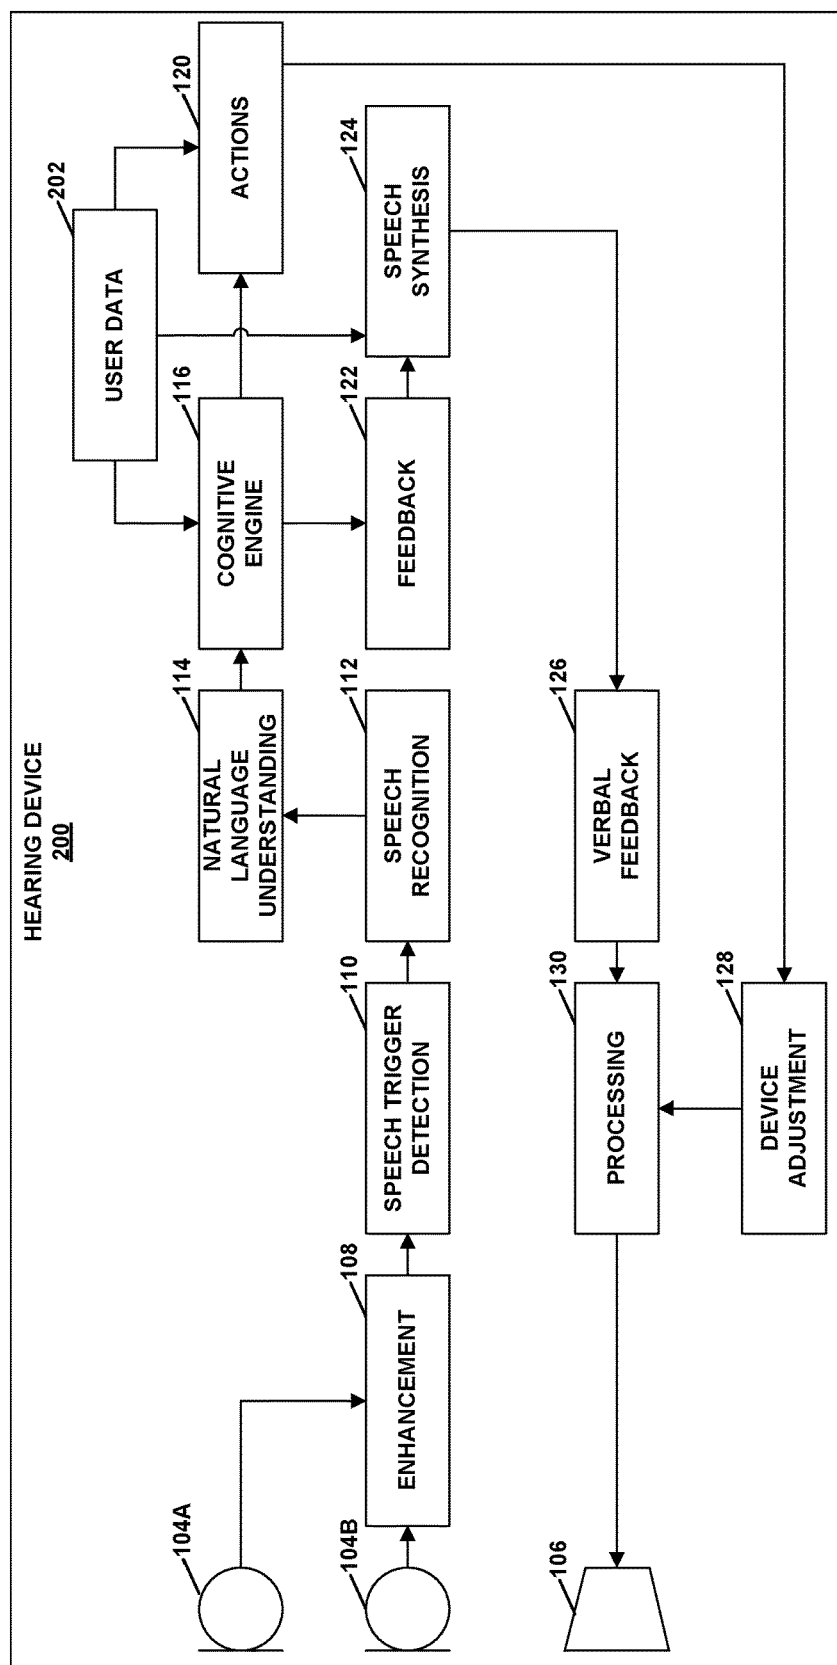 HEARING DEVICE
200
202
USER DATA
104A
114
NATURAL
LANGUAGE
UNDERSTANDING
116
COGNITIVE
ENGINE
120
ACTIONS
104B
108
ENHANCEMENT
110
SPEECH TRIGGER
DETECTION
112
SPEECH
RECOGNITION
122
FEEDBACK
124
SPEECH
SYNTHESIS
106
130
PROCESSING
126
VERBAL
FEEDBACK
128
DEVICE
ADJUSTMENT